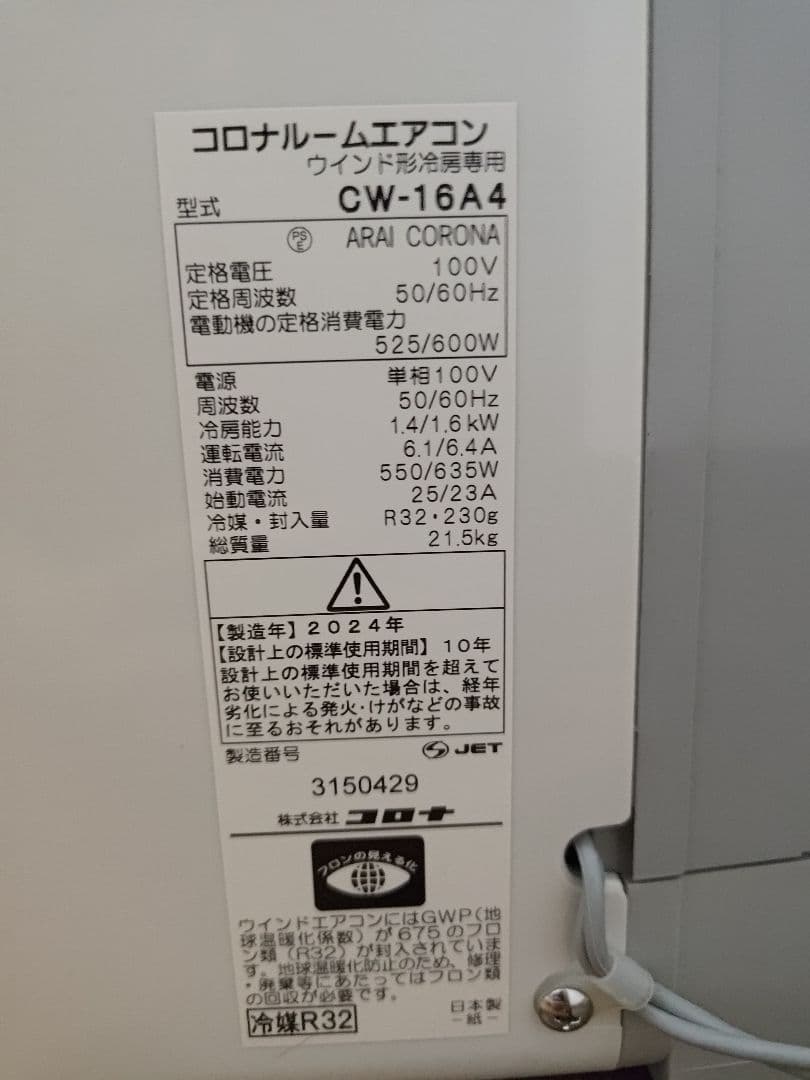 コロナルームエアコン
ウインド形冷房専用
型式 CW-16A4
PSE ARAI CORONA
定格電圧 100V
定格周波数 50/60Hz
電動機の定格消費電力
525/600W
電源 単相100V
周波数 50/60Hz
冷房能力 1.4/1.6kW
運転電流 6.1/6.4A
消費電力 550/635W
始動電流 25/23A
冷媒・封入量 R32・230g
総質量 21.5kg
【製造年】2024年
【設計上の標準使用期間】10年
設計上の標準使用期間を超えて
お使いいただいた場合は、経年
劣化による発火・けがなどの事故
に至るおそれがあります。
製造番号 JET
3150429
株式会社 コロナ
フロンの見える化
ウインドエアコンにはGWP(地
球温暖化係数)が675のフロ
ン類(R32)が封入されていま
す。地球温暖化防止のため、修理
・廃棄等にあたってはフロン類
の回収が必要です。
冷媒R32
日本製
-紙-